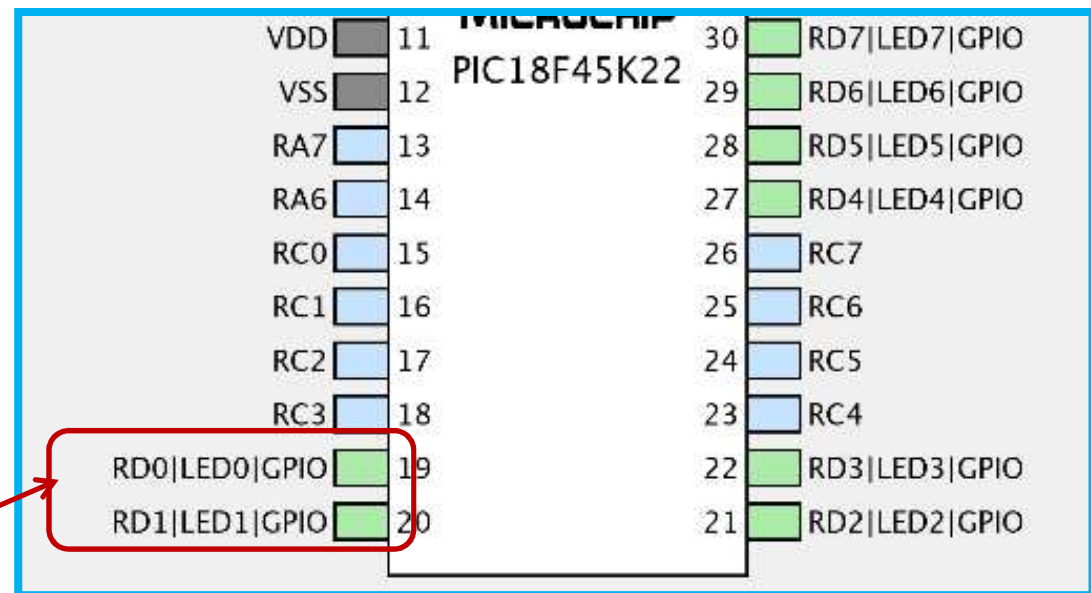 MICROCHIP
PIC18F45K22
VDD 11
VSS 12
RA7 13
RA6 14
RC0 15
RC1 16
RC2 17
RC3 18
RD0|LED0|GPIO 19
RD1|LED1|GPIO 20
30 RD7|LED7|GPIO
29 RD6|LED6|GPIO
28 RD5|LED5|GPIO
27 RD4|LED4|GPIO
26 RC7
25 RC6
24 RC5
23 RC4
22 RD3|LED3|GPIO
21 RD2|LED2|GPIO